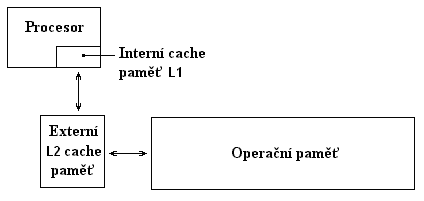 Procesor
Interní cache
paměť L1
Externí
L2 cache
paměť
Operační paměť